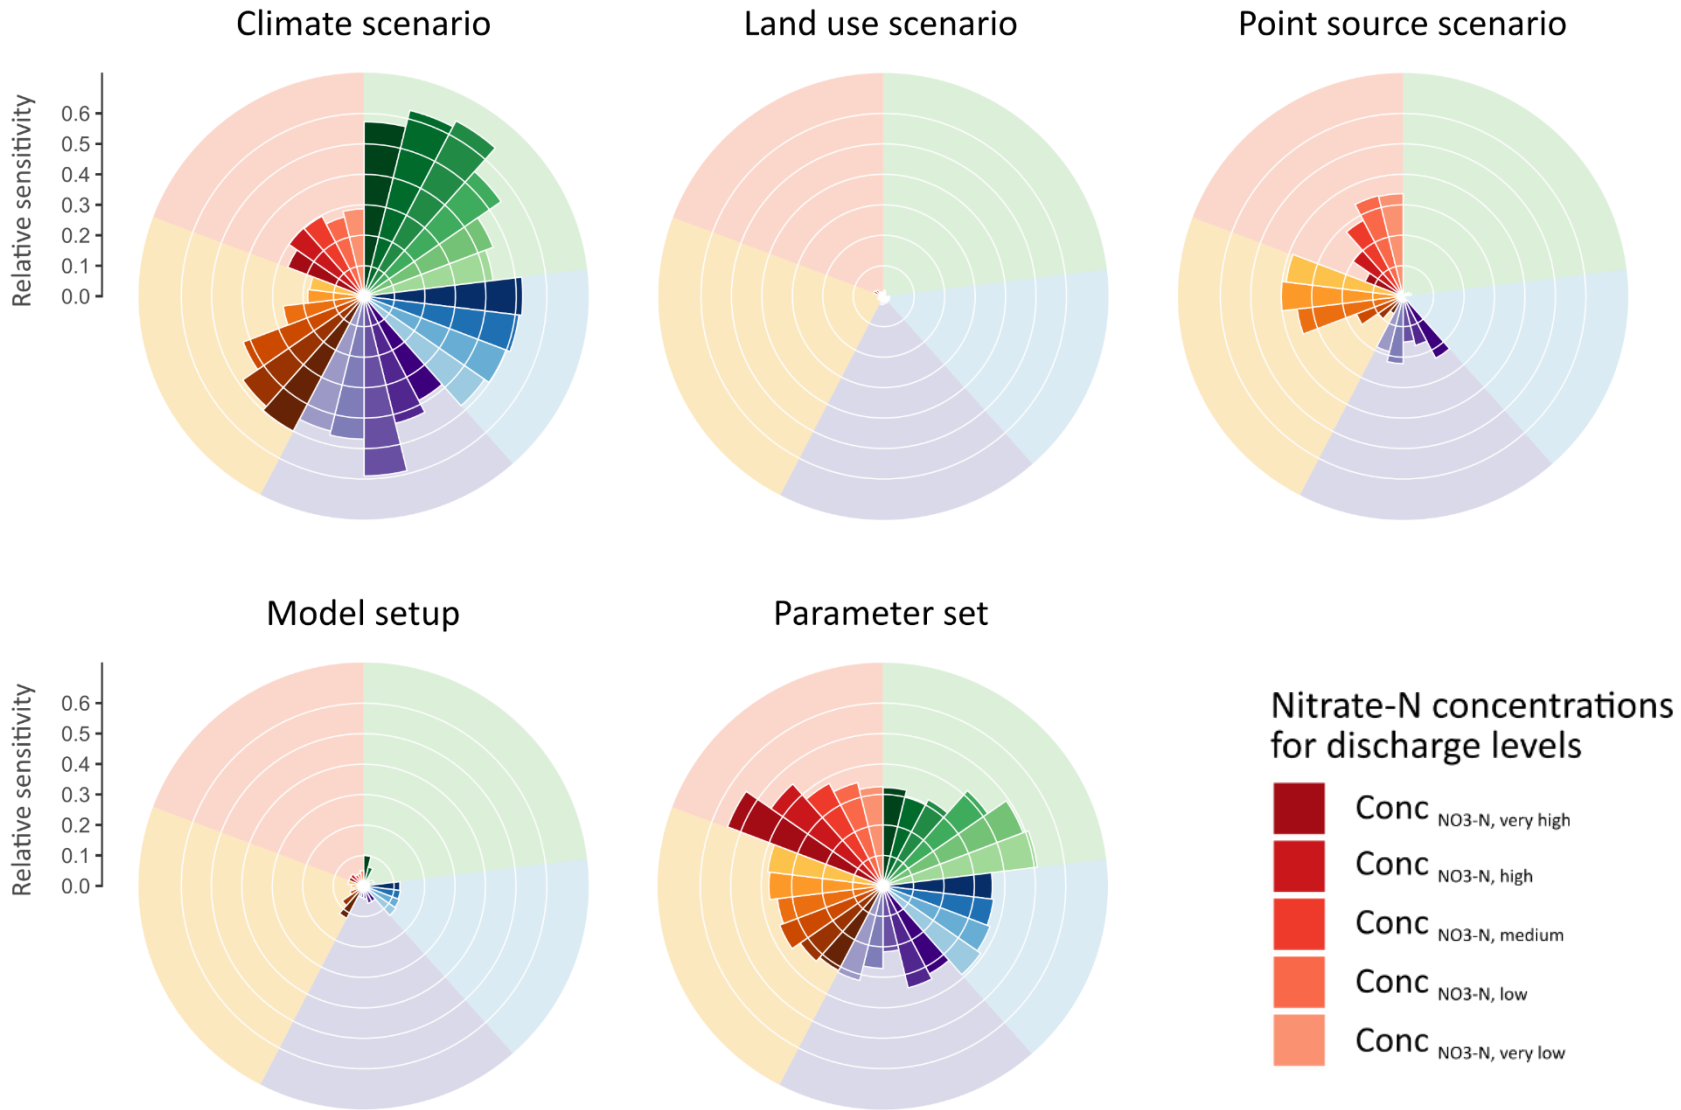 Climate scenario
Land use scenario
Point source scenario
Relative sensitivity
0.6
0.5
0.4
0.3
0.2
0.1
0.0
Model setup
Parameter set
Relative sensitivity
0.6
0.5
0.4
0.3
0.2
0.1
0.0
Nitrate-N concentrations
for discharge levels
Conc NO3-N, very high
Conc NO3-N, high
Conc NO3-N, medium
Conc NO3-N, low
Conc NO3-N, very low